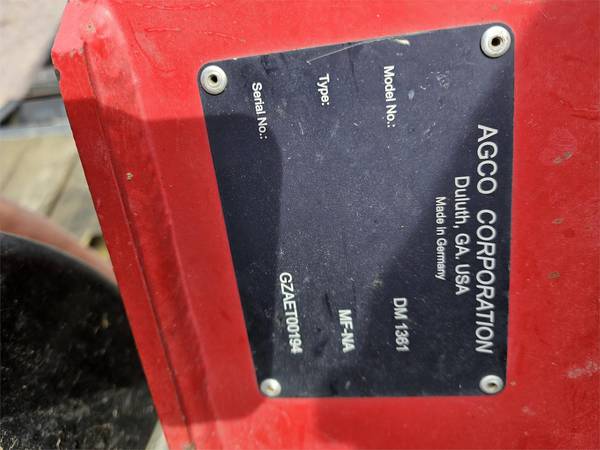 AGCO CORPORATION
Duluth, GA. USA
Made in Germany
Model No.: DM 1361
Type: MF-NA
Serial No.: GZAET00194